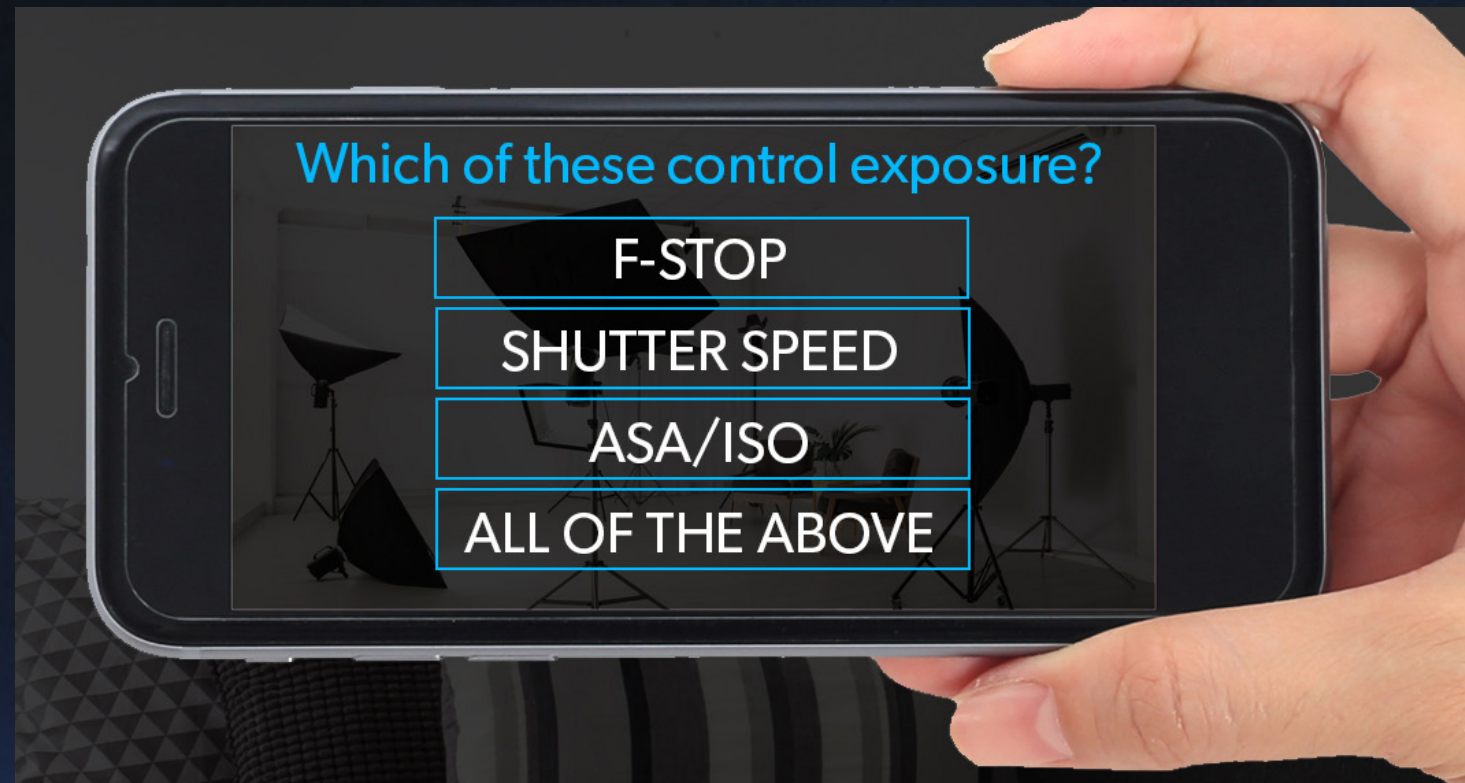 Which of these control exposure?
F-STOP
SHUTTER SPEED
ASA/ISO
ALL OF THE ABOVE